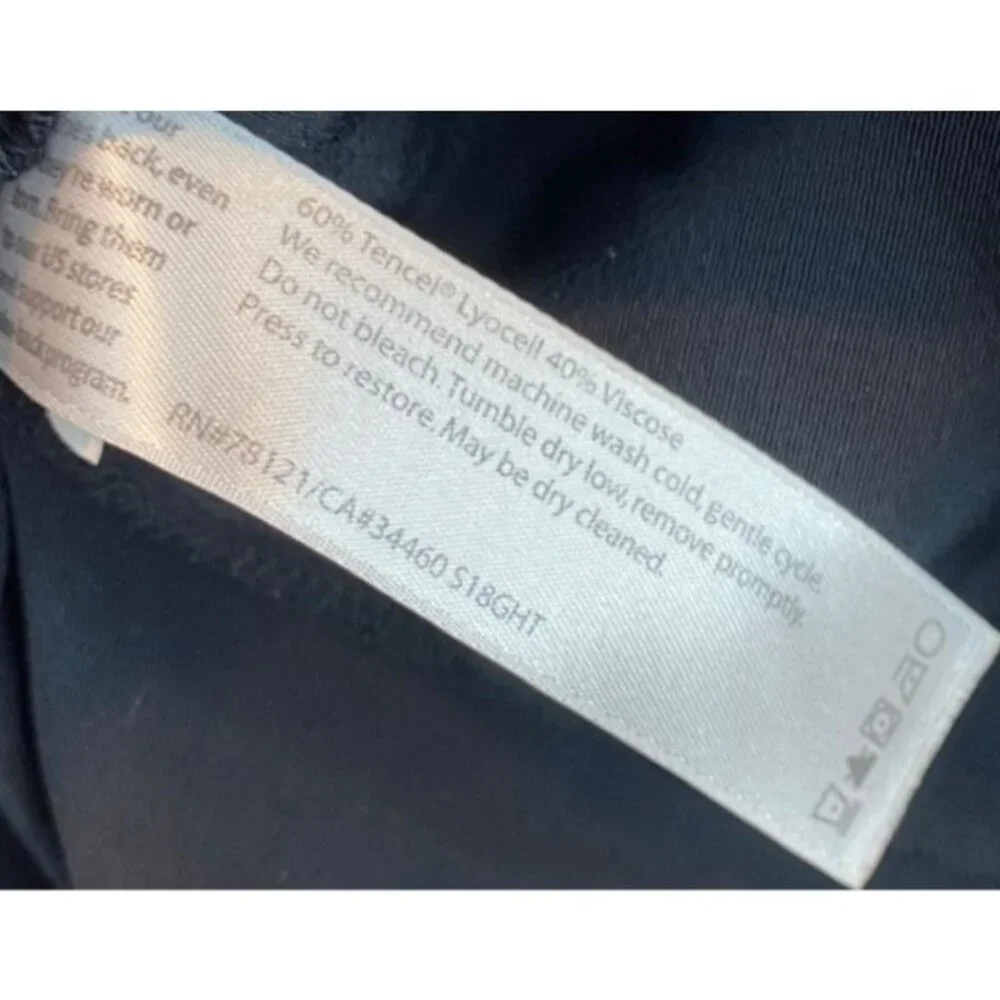 our
back, even
worn or
Bring them
our US stores
support our
program.
60% Tencel® Lyocell 40% Viscose
We recommend machine wash cold, gentle cycle.
Do not bleach. Tumble dry low, remove promptly.
Press to restore. May be dry cleaned.
RN#78121/CA#34460 S18GHT